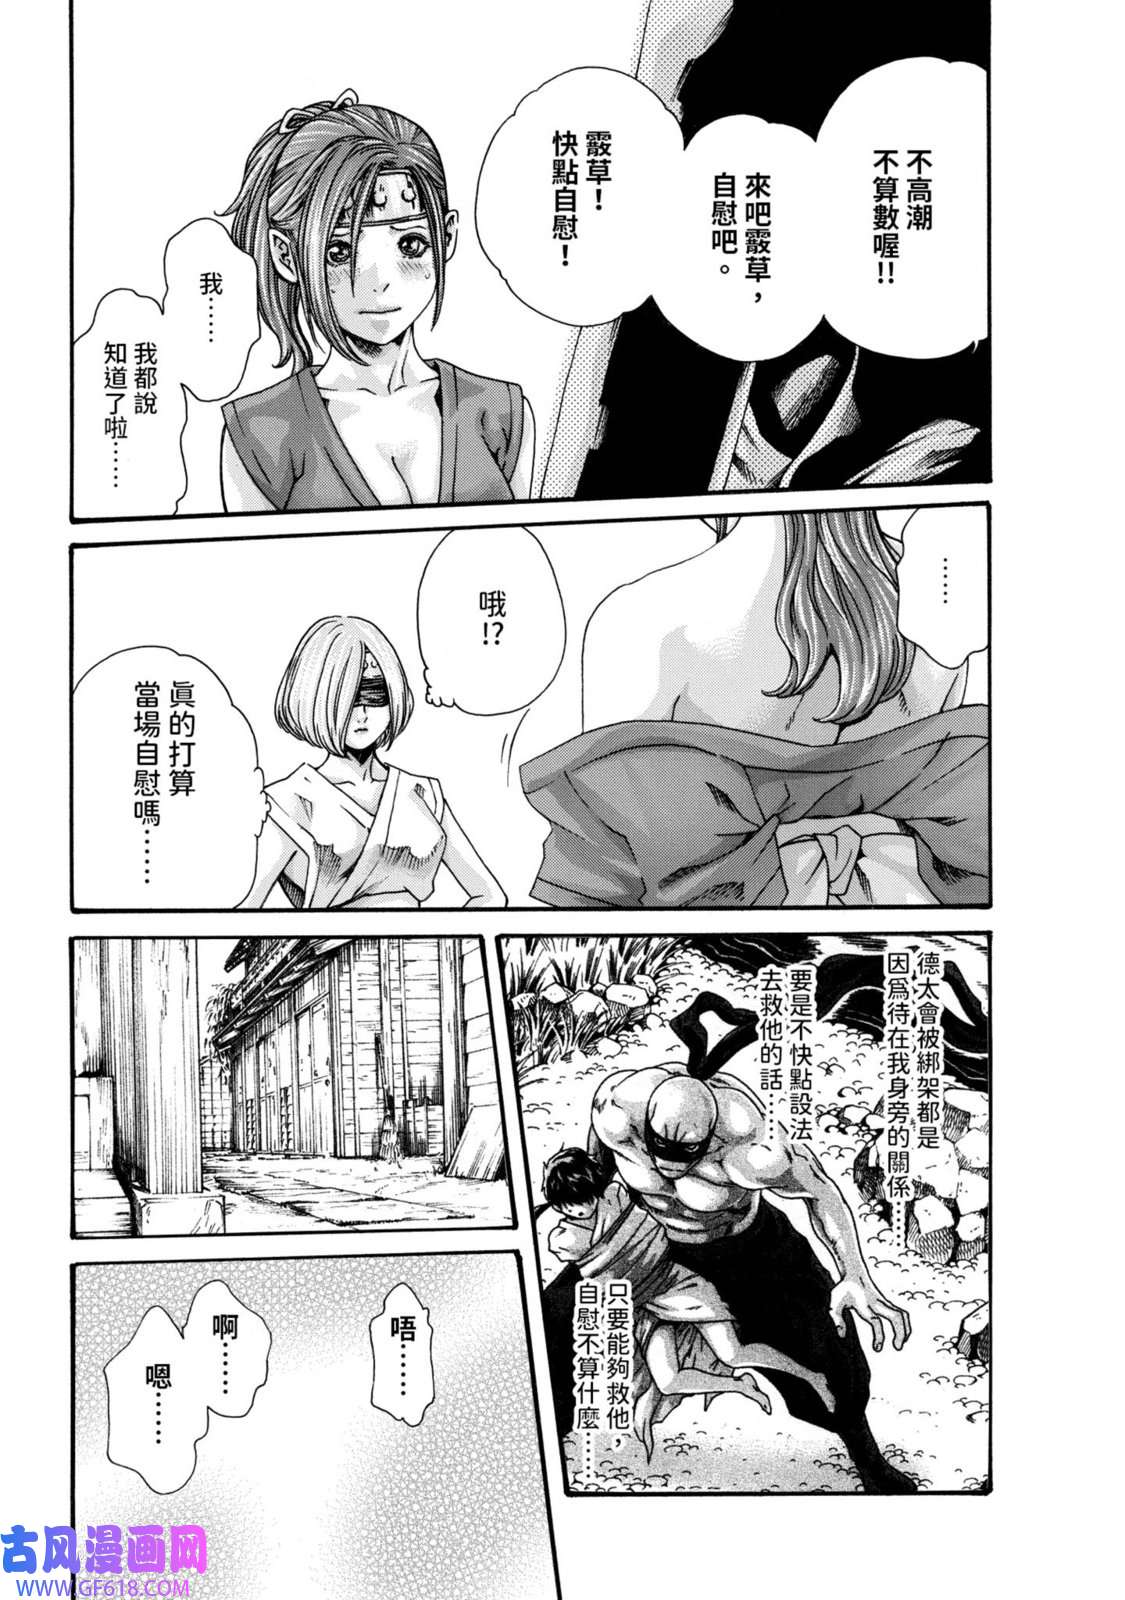 不高潮
不算數喔!!
來吧霞草，
自慰吧。
霞草！
快點自慰！
我……
我都說
知道了啦……
……
哦!?
真的打算
當場自慰嗎……
德太會被綁架都是
因為待在我身旁的關係……
要是不快點設法
去救他的話……
只要能夠救他，
自慰不算什麼……
唔……
啊……
嗯……
古风漫画网
WWW.GF618.COM